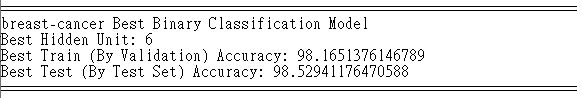 breast-cancer Best Binary Classification Model
Best Hidden Unit: 6
Best Train (By Validation) Accuracy: 98.1651376146789
Best Test (By Test Set) Accuracy: 98.52941176470588